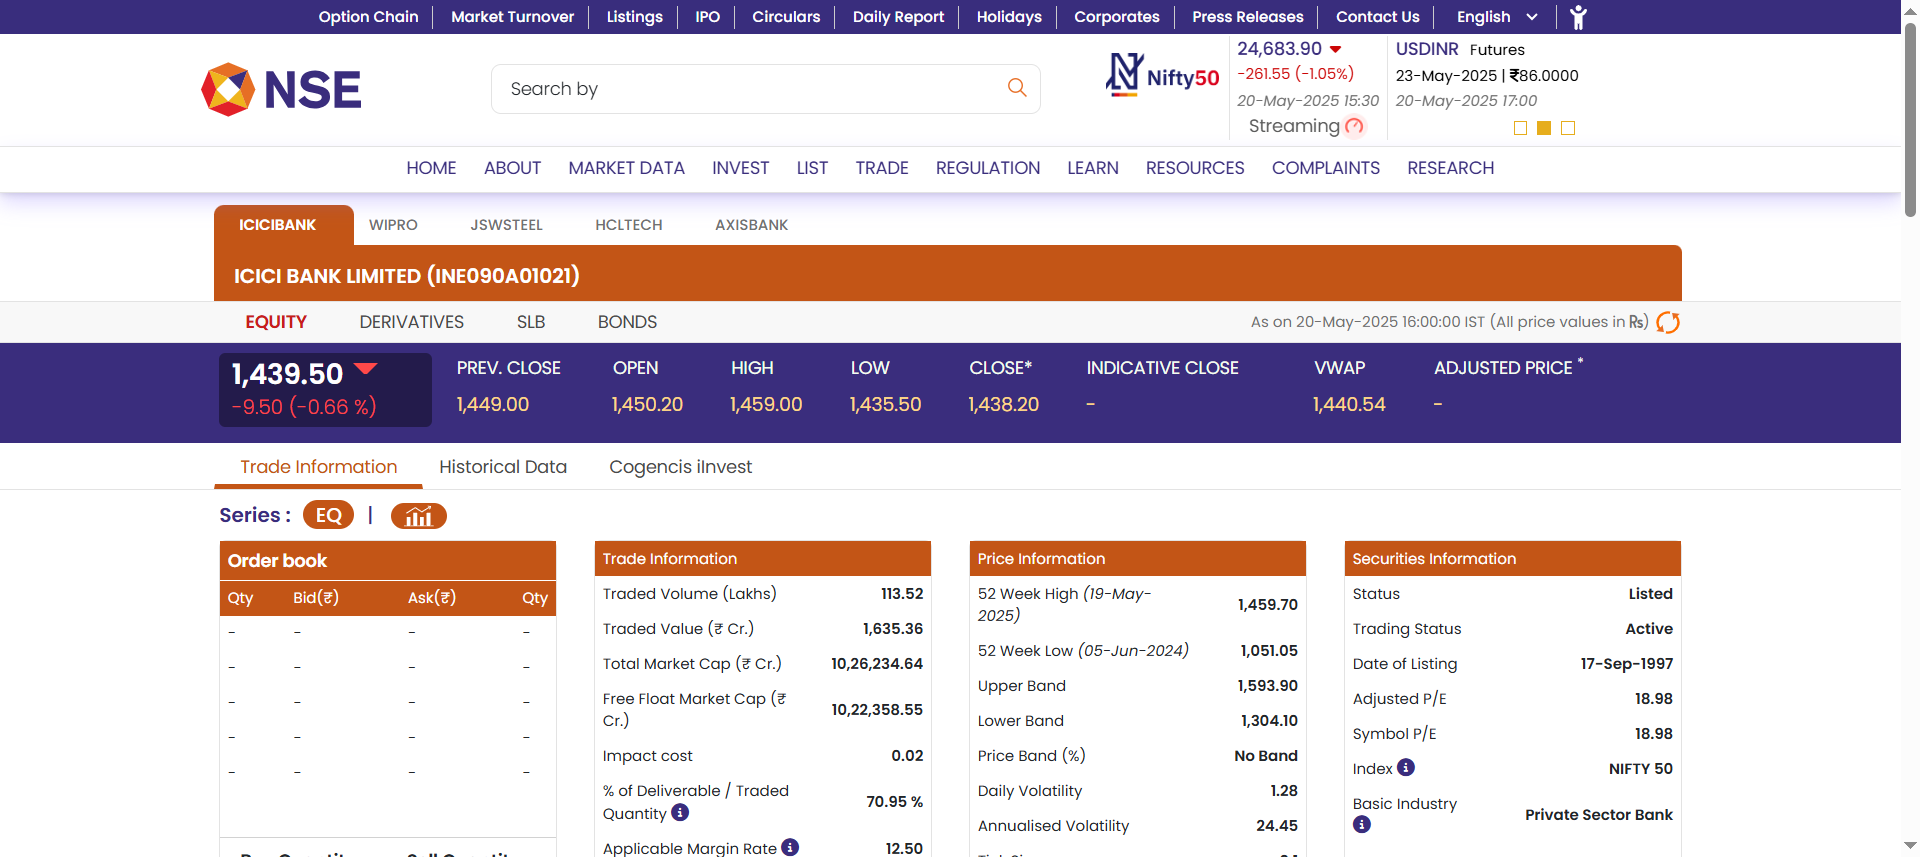 Option Chain Market Turnover Listings IPO Circulars Daily Report Holidays Corporates Press Releases Contact Us English
NSE
Search by
Nifty50
24,683.90
-261.55 (-1.05%)
20-May-2025 15:30
Streaming
USDINR Futures
23-May-2025 | ₹86.0000
20-May-2025 17:00
HOME ABOUT MARKET DATA INVEST LIST TRADE REGULATION LEARN RESOURCES COMPLAINTS RESEARCH
ICICIBANK WIPRO JSWSTEEL HCLTECH AXISBANK
ICICI BANK LIMITED (INE090A01021)
EQUITY DERIVATIVES SLB BONDS As on 20-May-2025 16:00:00 IST (All price values in ₨)
1,439.50
-9.50 (-0.66 %)
PREV. CLOSE OPEN HIGH LOW CLOSE* INDICATIVE CLOSE VWAP ADJUSTED PRICE *
1,449.00 1,450.20 1,459.00 1,435.50 1,438.20 - 1,440.54 -
Trade Information Historical Data Cogencis iInvest
Series : EQ |
Order book
Qty Bid(₹) Ask(₹) Qty
- - - -
- - - -
- - - -
- - - -
- - - -
Trade Information
Traded Volume (Lakhs) 113.52
Traded Value (₹ Cr.) 1,635.36
Total Market Cap (₹ Cr.) 10,26,234.64
Free Float Market Cap (₹
Cr.) 10,22,358.55
Impact cost 0.02
% of Deliverable / Traded
Quantity 70.95 %
Applicable Margin Rate 12.50
Price Information
52 Week High (19-May-
2025) 1,459.70
52 Week Low (05-Jun-2024) 1,051.05
Upper Band 1,593.90
Lower Band 1,304.10
Price Band (%) No Band
Daily Volatility 1.28
Annualised Volatility 24.45
Securities Information
Status Listed
Trading Status Active
Date of Listing 17-Sep-1997
Adjusted P/E 18.98
Symbol P/E 18.98
Index NIFTY 50
Basic Industry
Private Sector Bank